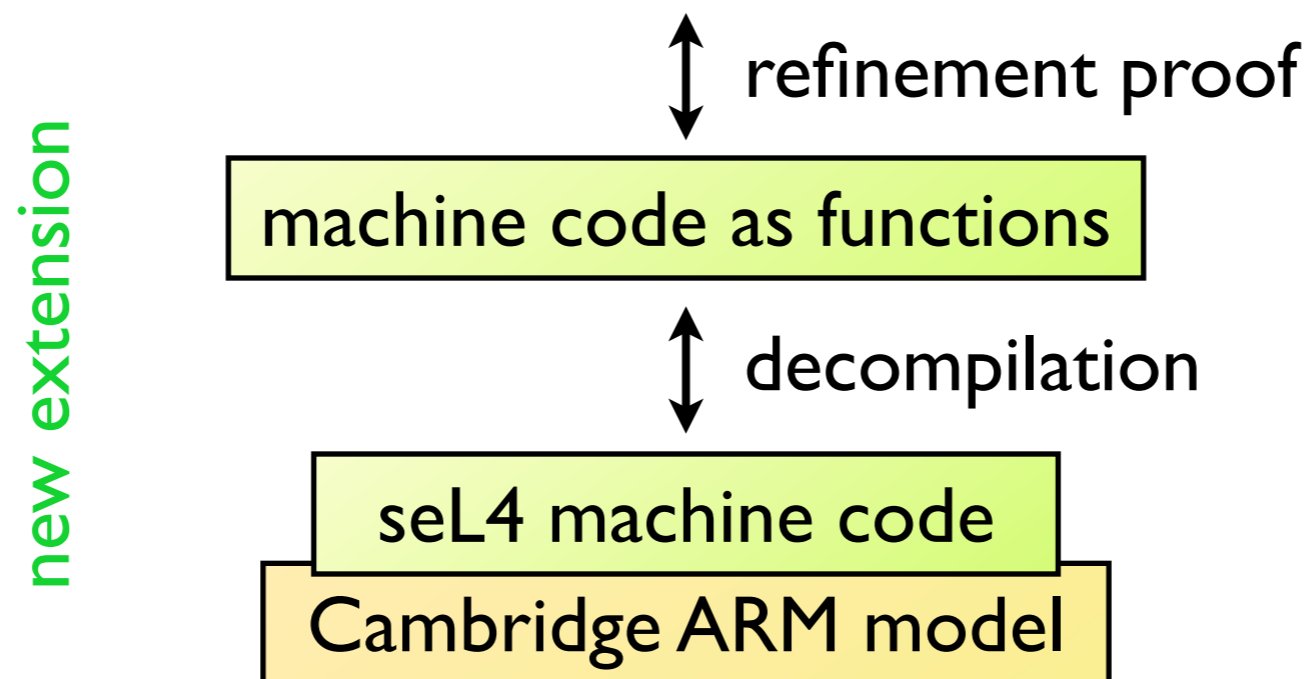 refinement proof
new extension
machine code as functions
decompilation
seL4 machine code
Cambridge ARM model